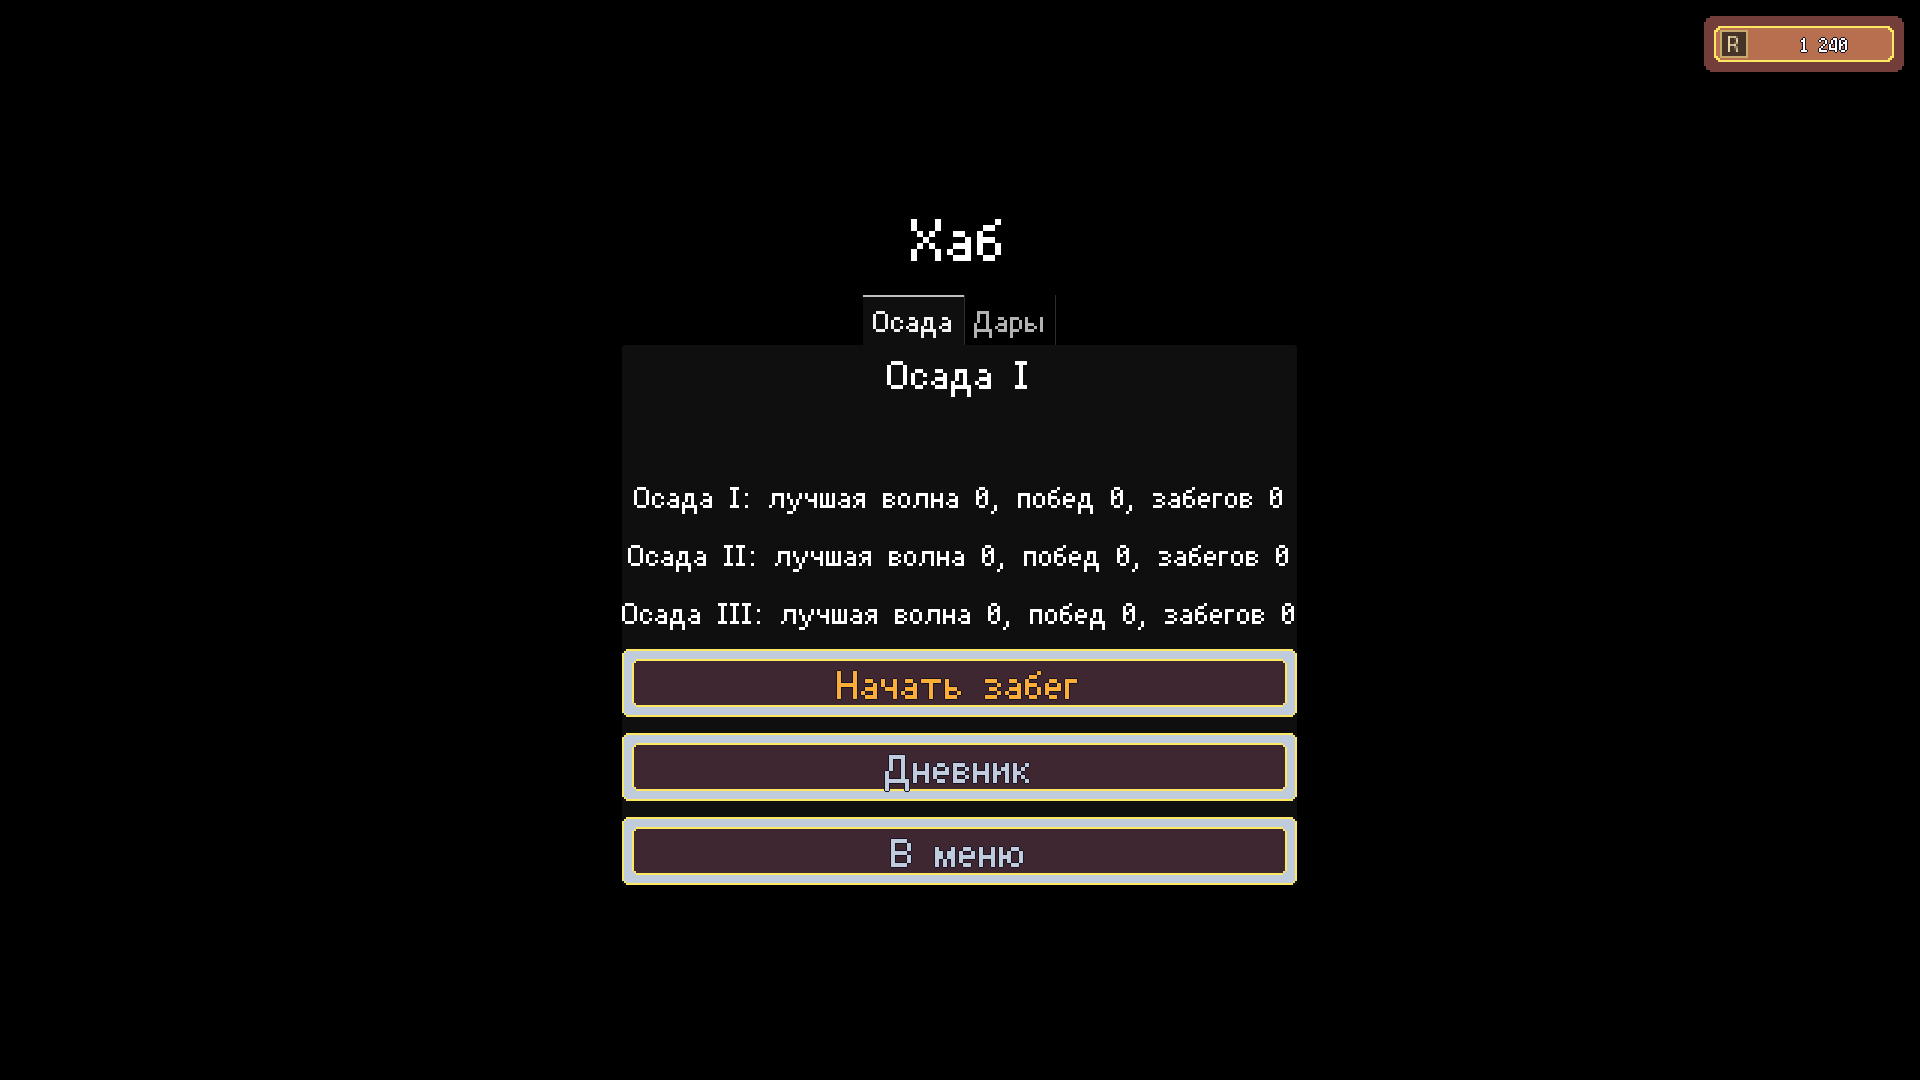 R 1 240
Хаб
Осада Дары
Осада I
Осада I: лучшая волна 0, побед 0, забегов 0
Осада II: лучшая волна 0, побед 0, забегов 0
Осада III: лучшая волна 0, побед 0, забегов 0
Начать забег
Дневник
В меню